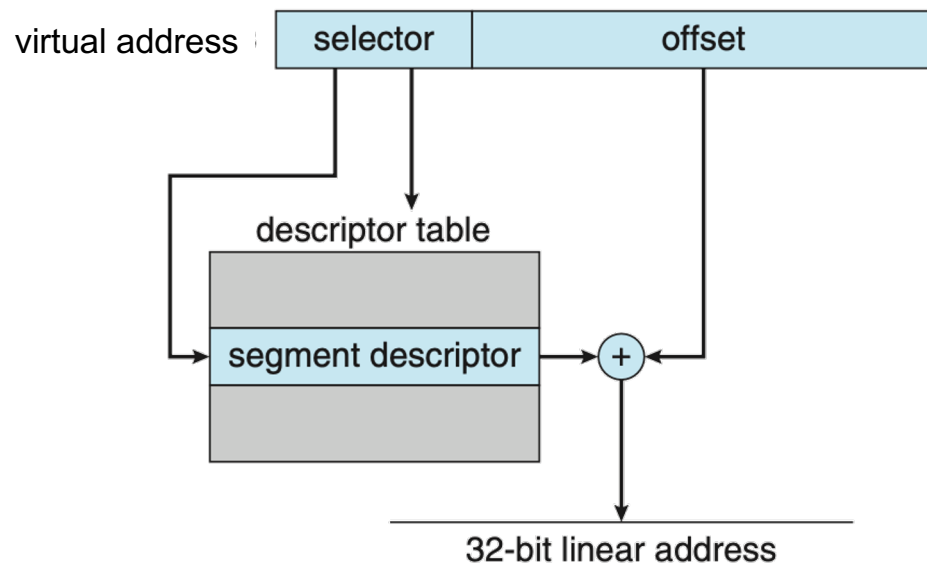 virtual address
selector
offset
descriptor table
segment descriptor
+
32-bit linear address